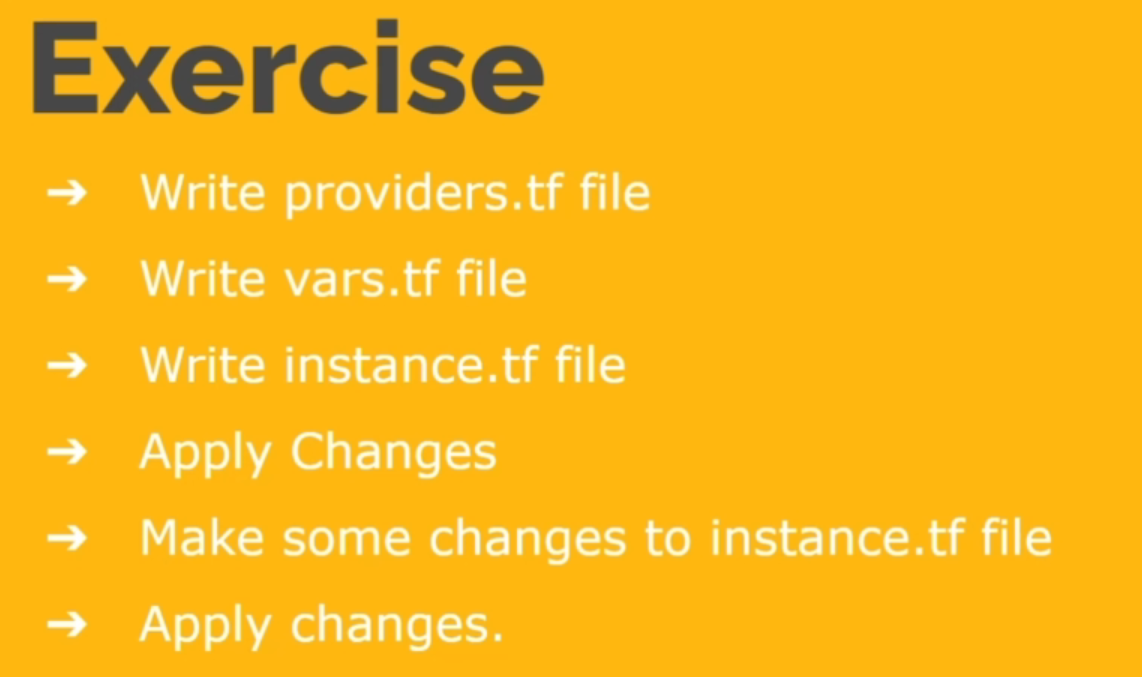 Exercise
➔ Write providers.tf file
➔ Write vars.tf file
➔ Write instance.tf file
➔ Apply Changes
➔ Make some changes to instance.tf file
➔ Apply changes.